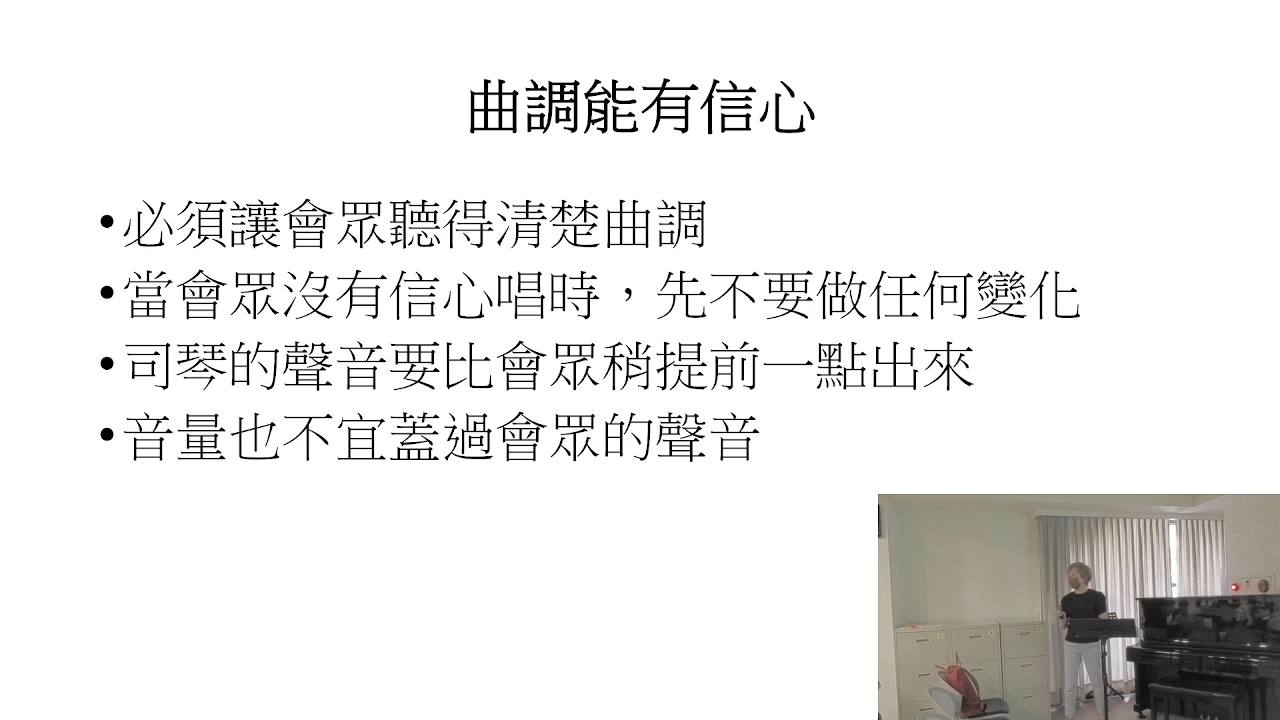 曲調能有信心
•必須讓會眾聽得清楚曲調
•當會眾沒有信心唱時，先不要做任何變化
•司琴的聲音要比會眾稍提前一點出來
•音量也不宜蓋過會眾的聲音